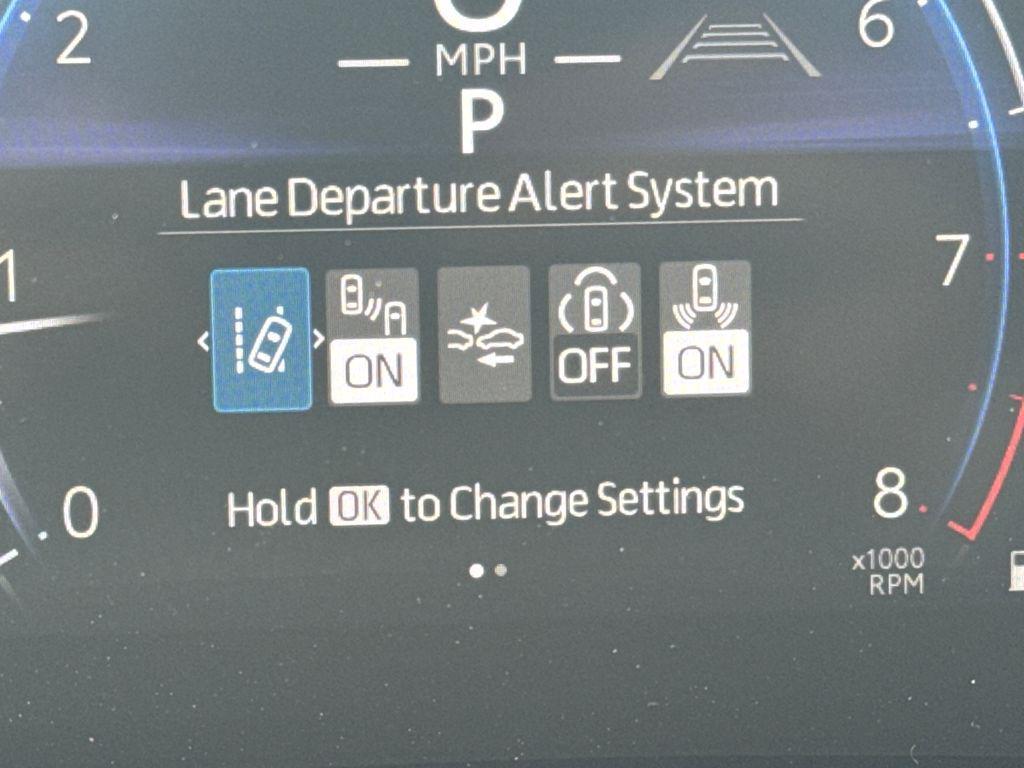 2
6
MPH
P
Lane Departure Alert System
1
7
ON
OFF
ON
0
Hold OK to Change Settings
8
x1000
RPM